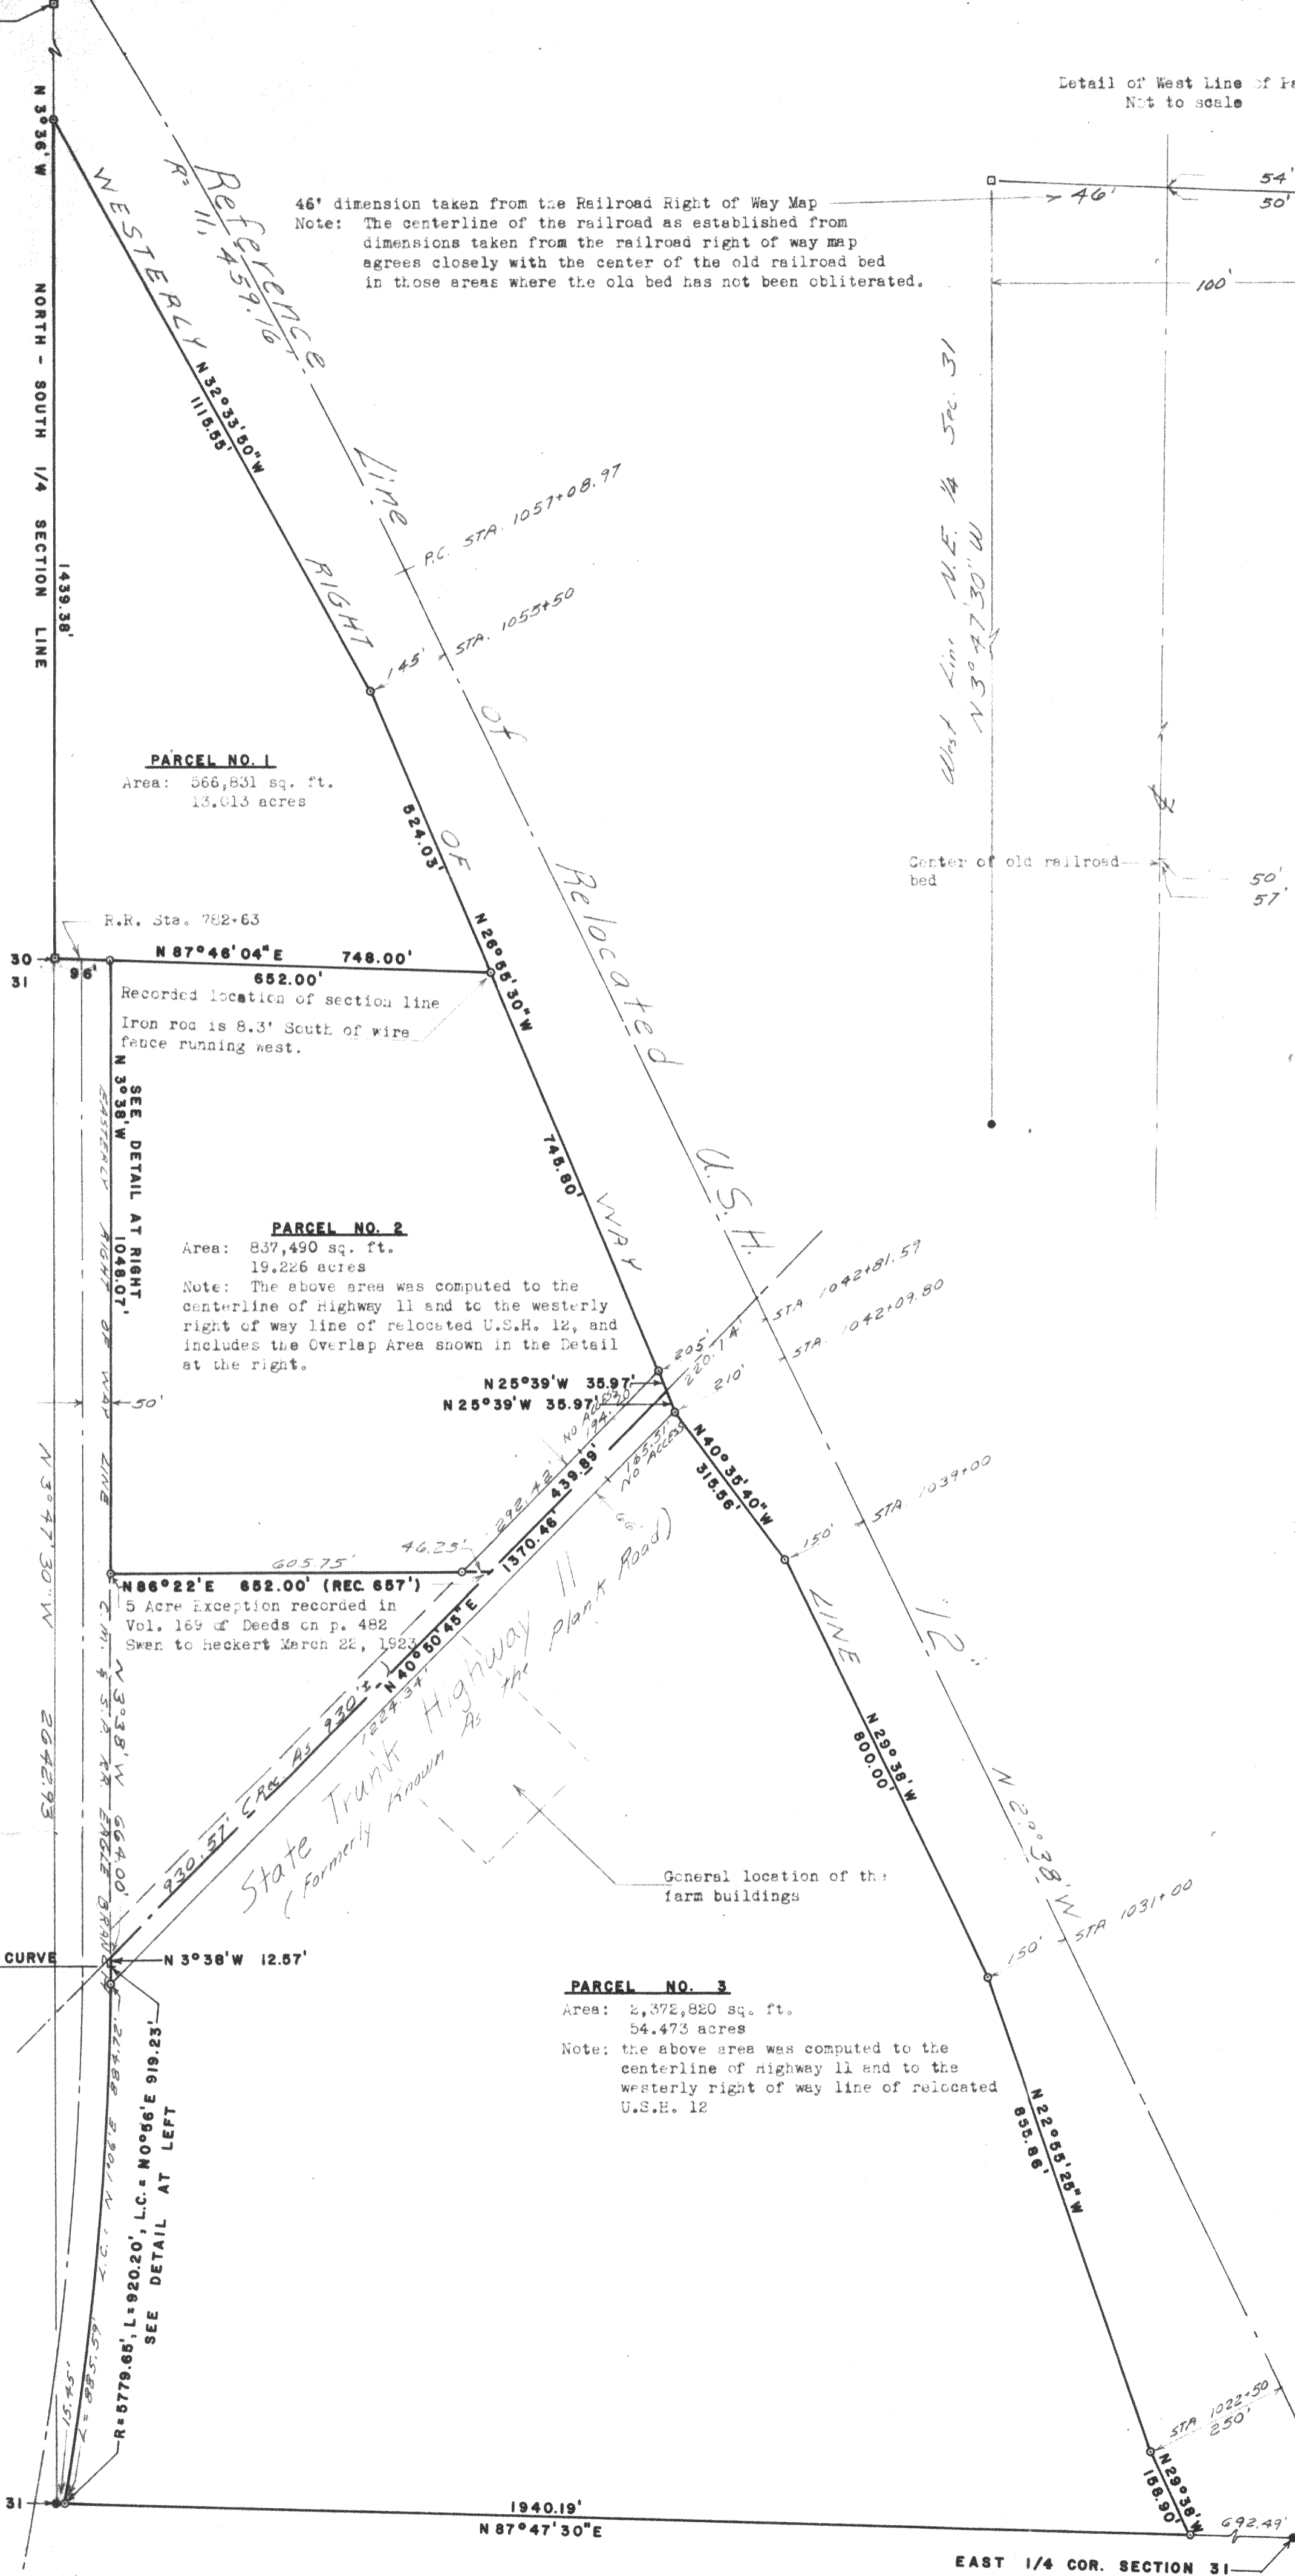 Detail of West Line of Pa
Not to scale
N 3°36' W
NORTH - SOUTH 1/4 SECTION LINE
1439.38'
Reference Line of Relocated U.S.H. "12"
R= 11,459.16'
46' dimension taken from the Railroad Right of Way Map
Note: The centerline of the railroad as established from
dimensions taken from the railroad right of way map
agrees closely with the center of the old railroad bed
in those areas where the old bed has not been obliterated.
46'
54'
50'
100'
West Line N.E. 1/4 Sec. 31
N 3° 47' 30" W
Center of old railroad
bed
50'
57'
WESTERLY RIGHT OF WAY LINE
N 32°33'50" W
1115.55'
P.C. STA. 1057+08.97
145'
STA. 1055+50
PARCEL NO. 1
Area: 566,831 sq. ft.
13.013 acres
524.03'
R.R. Sta. 782+63
30
31
96'
N 87°46'04" E 748.00'
652.00'
N 26°55'30" W
745.80'
Recorded location of section line
Iron rod is 8.3' South of wire
fence running west.
N 3°38' W
1048.07'
SEE DETAIL AT RIGHT
EASTERLY RIGHT OF WAY LINE
50'
PARCEL NO. 2
Area: 837,490 sq. ft.
19.226 acres
Note: The above area was computed to the
centerline of Highway 11 and to the westerly
right of way line of relocated U.S.H. 12, and
includes the Overlap Area shown in the Detail
at the right.
205'
220.14'
STA. 1042+81.59
210'
STA. 1042+09.80
N 25°39' W 35.97'
N 25°39' W 35.97'
NO ACCESS
194.20'
292.42'
439.89'
165.51'
NO ACCESS
1370.46'
66'
N 40°35'40" W
315.56'
STA. 1039+00
150'
605.75'
46.25'
N 86°22' E 652.00' (REC. 657')
5 Acre Exception recorded in
Vol. 169 of Deeds on p. 482
Swan to Heckert March 22, 1923
N 40°50'45" E
930.57' (Rec. As 930')
1224.34'
State Trunk Highway 11
(Formerly Known As the Plank Road)
N 3°47'30" W 2642.93'
N 3°38' W 664.00'
C.M. & S.P. RR. EAGLE BRANCH
N 29°38' W
800.00'
N 29°38' W
General location of the
farm buildings
CURVE
N 3°38' W 12.57'
27.488
150'
STA 1031+00
PARCEL NO. 3
Area: 2,372,820 sq. ft.
54.473 acres
Note: the above area was computed to the
centerline of Highway 11 and to the
westerly right of way line of relocated
U.S.H. 12
N 22°55'25" W
855.86'
R=5779.65', L=920.20', L.C.= N0°56'E 919.23'
SEE DETAIL AT LEFT
L= 885.59'
15.45'
STA 1022+50
250'
N 29°38' W
158.90'
31
1940.19'
N 87°47'30" E
692.49'
EAST 1/4 COR. SECTION 31